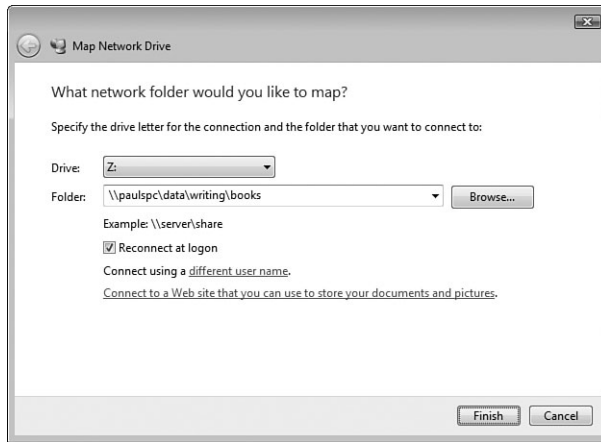 Map Network Drive
What network folder would you like to map?
Specify the drive letter for the connection and the folder that you want to connect to:
Drive: Z:
Folder: \\paulspc\data\writing\books Browse...
Example: \\server\share
Reconnect at logon
Connect using a different user name.
Connect to a Web site that you can use to store your documents and pictures.
Finish Cancel